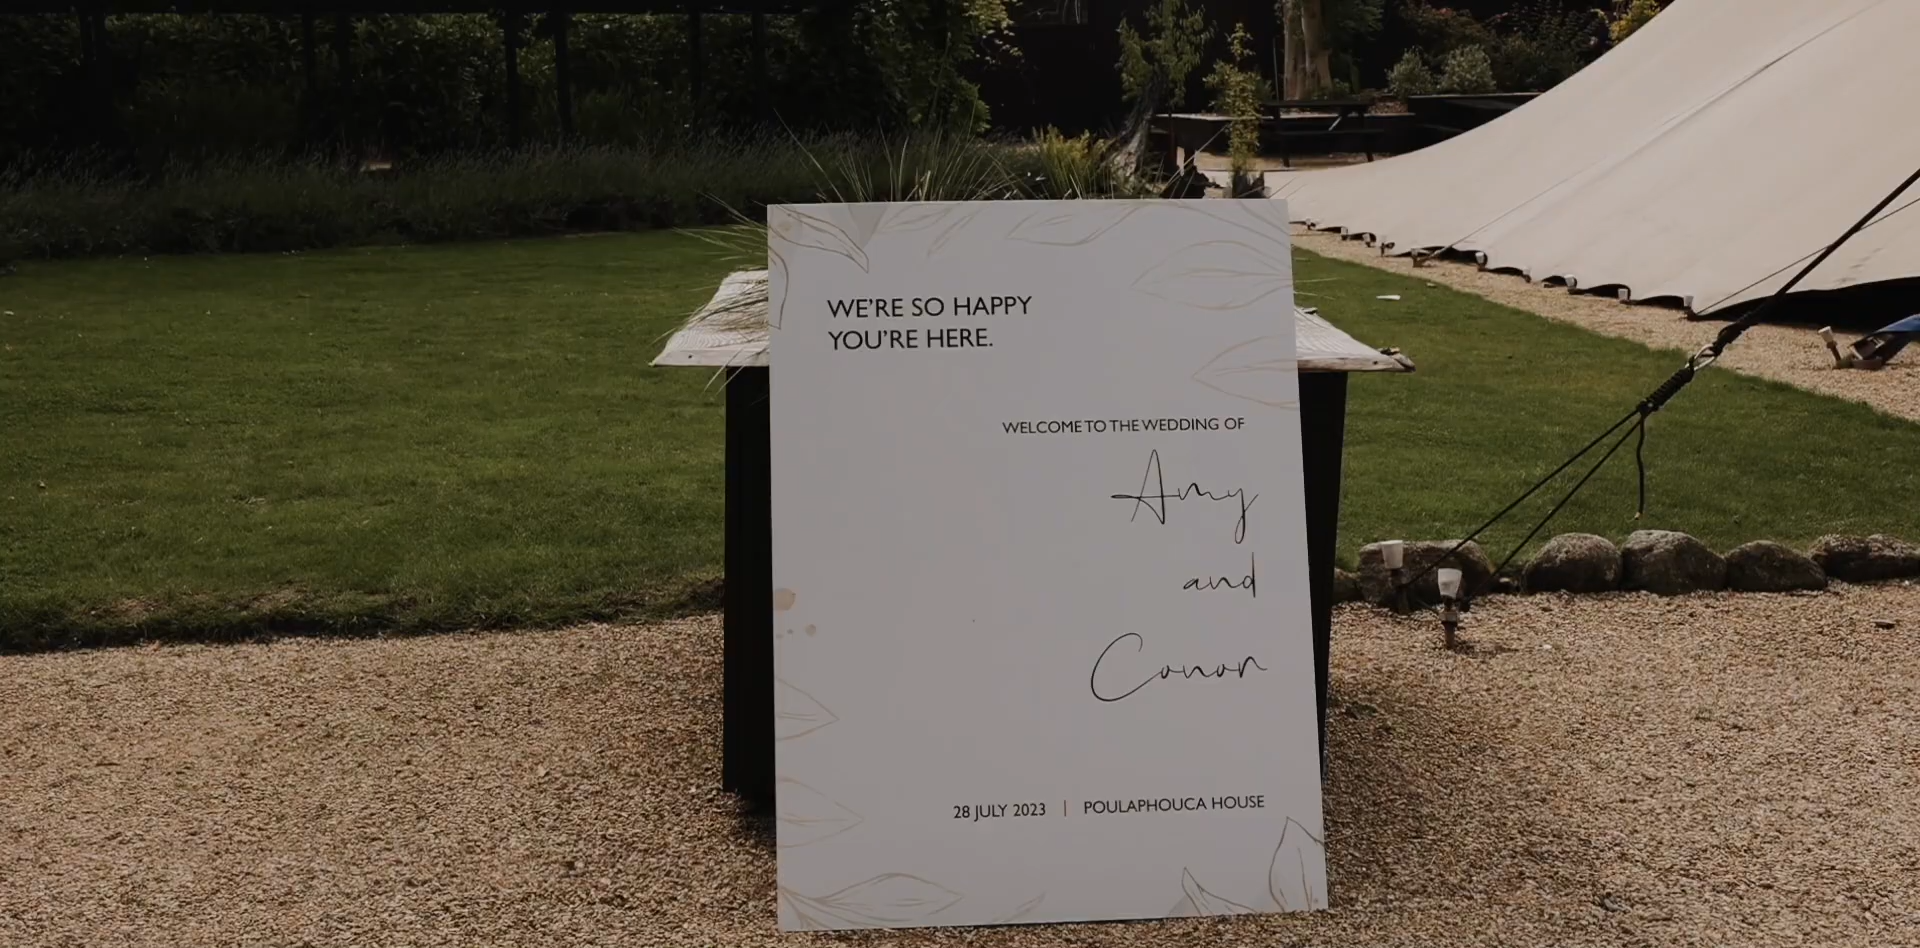 WE'RE SO HAPPY
YOU'RE HERE.
WELCOME TO THE WEDDING OF
Amy
and
Conor
28 JULY 2023 | POULAPHOUCA HOUSE